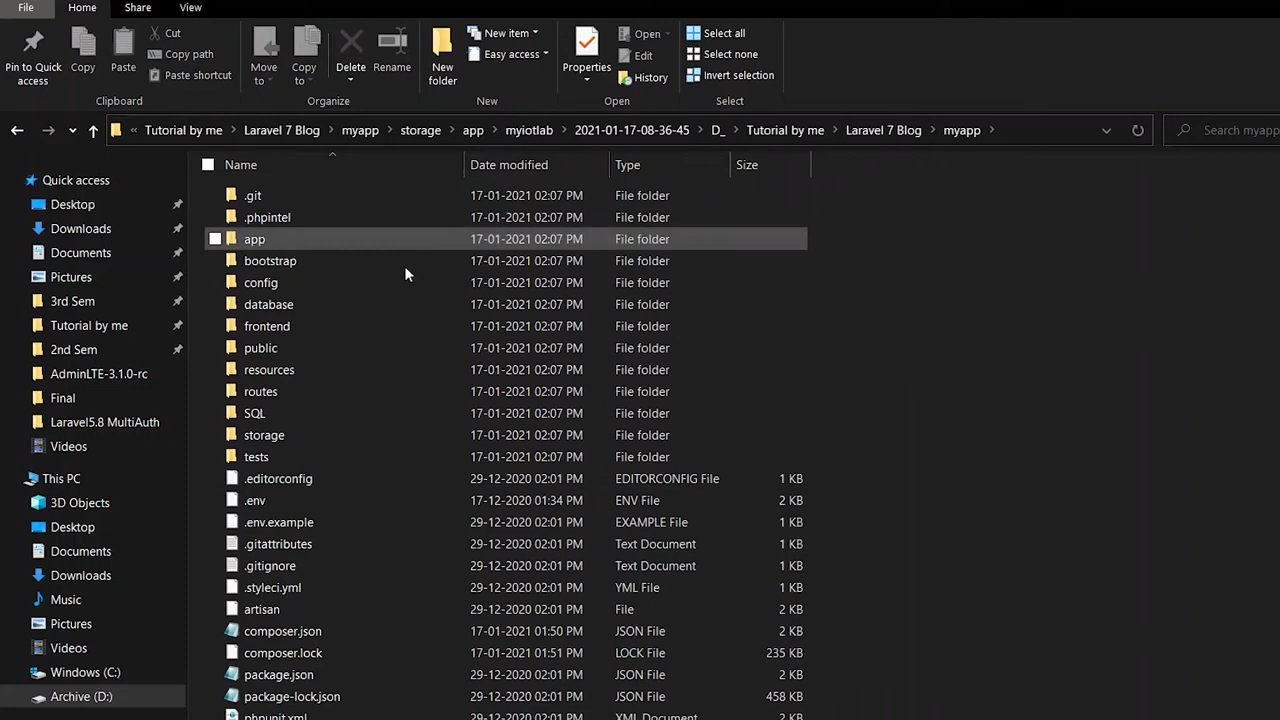 File Home Share View
Pin to Quick access
Copy
Paste
Cut
Copy path
Paste shortcut
Clipboard
Move to
Copy to
Delete
Rename
Organize
New folder
New item
Easy access
New
Properties
Open
Edit
History
Open
Select all
Select none
Invert selection
Select
« Tutorial by me > Laravel 7 Blog > myapp > storage > app > myiotlab > 2021-01-17-08-36-45 > D_ > Tutorial by me > Laravel 7 Blog > myapp >
Search myapp
Quick access
Desktop
Downloads
Documents
Pictures
3rd Sem
Tutorial by me
2nd Sem
AdminLTE-3.1.0-rc
Final
Laravel5.8 MultiAuth
Videos
This PC
3D Objects
Desktop
Documents
Downloads
Music
Pictures
Videos
Windows (C:)
Archive (D:)
Name Date modified Type Size
.git 17-01-2021 02:07 PM File folder
.phpintel 17-01-2021 02:07 PM File folder
app 17-01-2021 02:07 PM File folder
bootstrap 17-01-2021 02:07 PM File folder
config 17-01-2021 02:07 PM File folder
database 17-01-2021 02:07 PM File folder
frontend 17-01-2021 02:07 PM File folder
public 17-01-2021 02:07 PM File folder
resources 17-01-2021 02:07 PM File folder
routes 17-01-2021 02:07 PM File folder
SQL 17-01-2021 02:07 PM File folder
storage 17-01-2021 02:07 PM File folder
tests 17-01-2021 02:07 PM File folder
.editorconfig 29-12-2020 02:01 PM EDITORCONFIG File 1 KB
.env 17-12-2020 01:34 PM ENV File 2 KB
.env.example 29-12-2020 02:01 PM EXAMPLE File 1 KB
.gitattributes 29-12-2020 02:01 PM Text Document 1 KB
.gitignore 29-12-2020 02:01 PM Text Document 1 KB
.styleci.yml 29-12-2020 02:01 PM YML File 1 KB
artisan 29-12-2020 02:01 PM File 2 KB
composer.json 17-01-2021 01:50 PM JSON File 2 KB
composer.lock 17-01-2021 01:51 PM LOCK File 235 KB
package.json 29-12-2020 02:01 PM JSON File 2 KB
package-lock.json 29-12-2020 02:01 PM JSON File 458 KB
phpunit.xml 29-12-2020 02:01 PM XML Document 2 KB